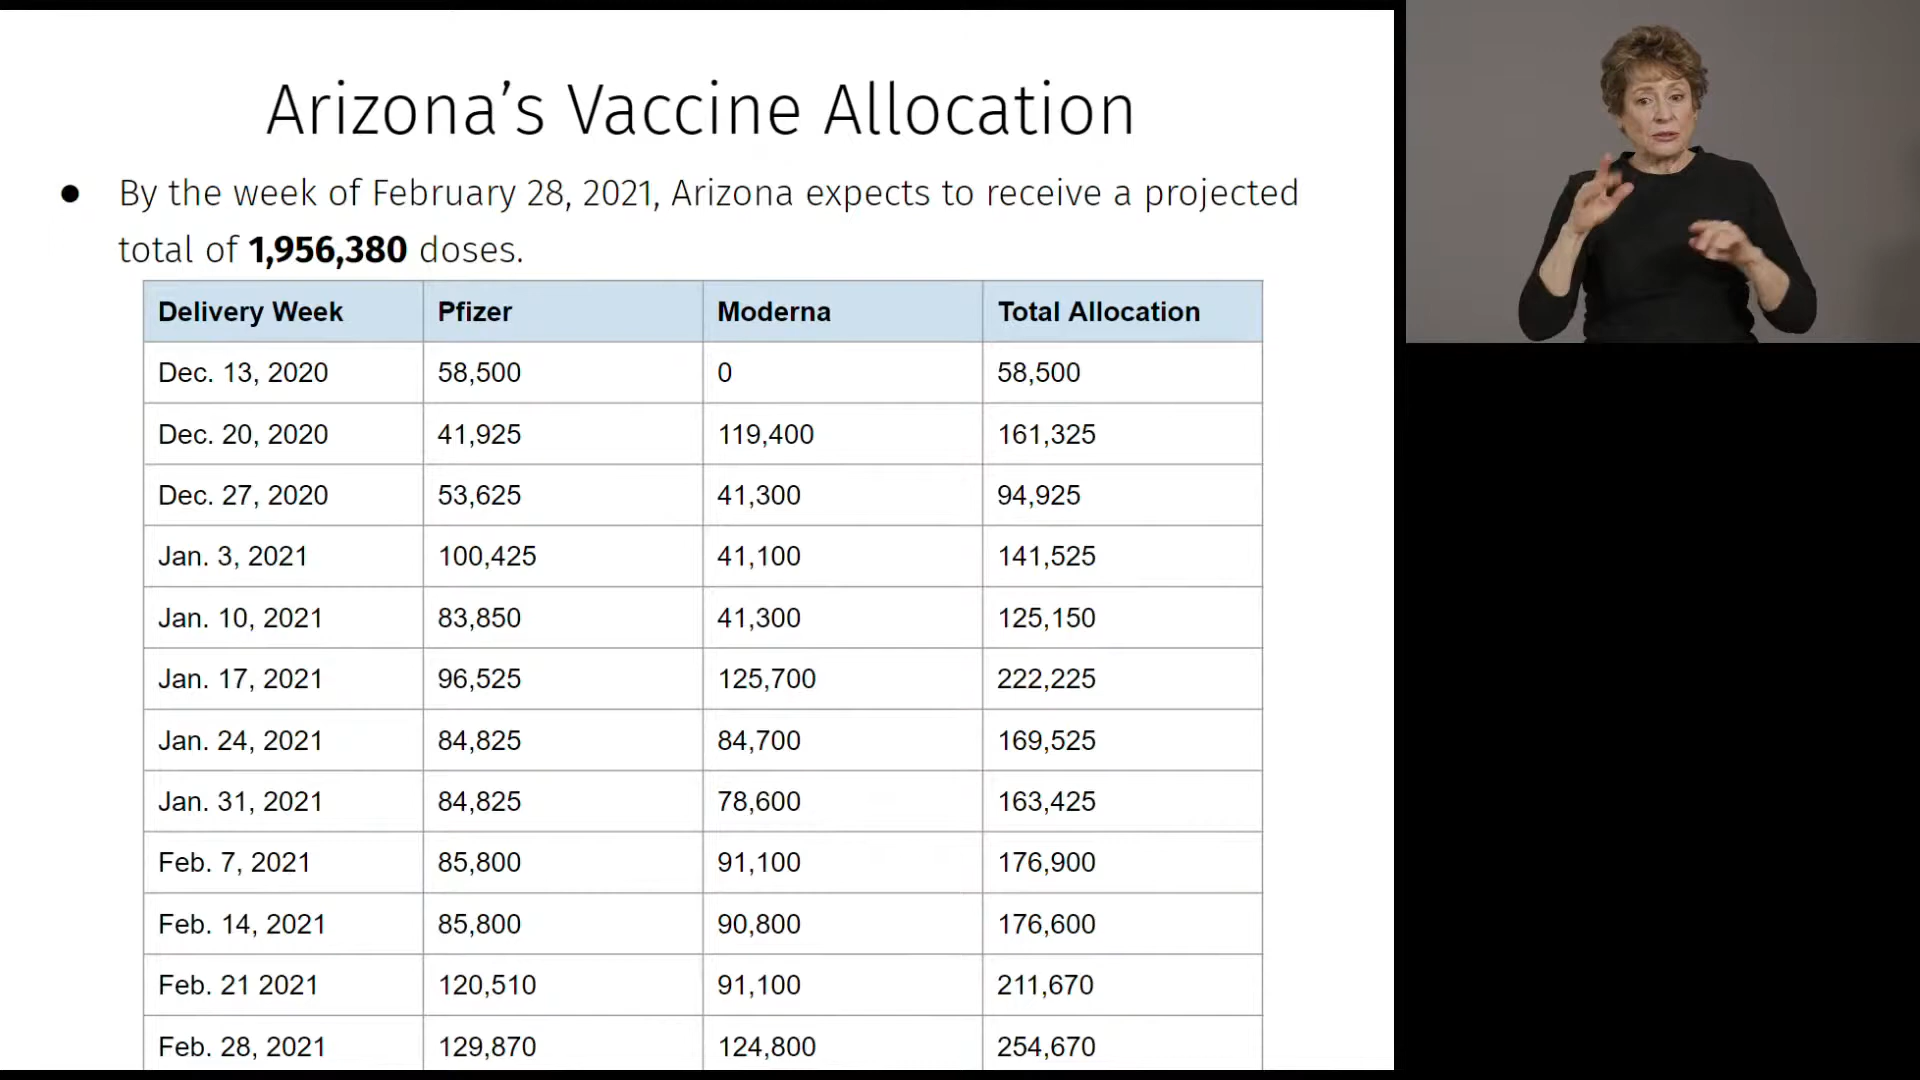 Arizona’s Vaccine Allocation
● By the week of February 28, 2021, Arizona expects to receive a projected
total of 1,956,380 doses.
Delivery Week Pfizer Moderna Total Allocation
Dec. 13, 2020 58,500 0 58,500
Dec. 20, 2020 41,925 119,400 161,325
Dec. 27, 2020 53,625 41,300 94,925
Jan. 3, 2021 100,425 41,100 141,525
Jan. 10, 2021 83,850 41,300 125,150
Jan. 17, 2021 96,525 125,700 222,225
Jan. 24, 2021 84,825 84,700 169,525
Jan. 31, 2021 84,825 78,600 163,425
Feb. 7, 2021 85,800 91,100 176,900
Feb. 14, 2021 85,800 90,800 176,600
Feb. 21 2021 120,510 91,100 211,670
Feb. 28, 2021 129,870 124,800 254,670